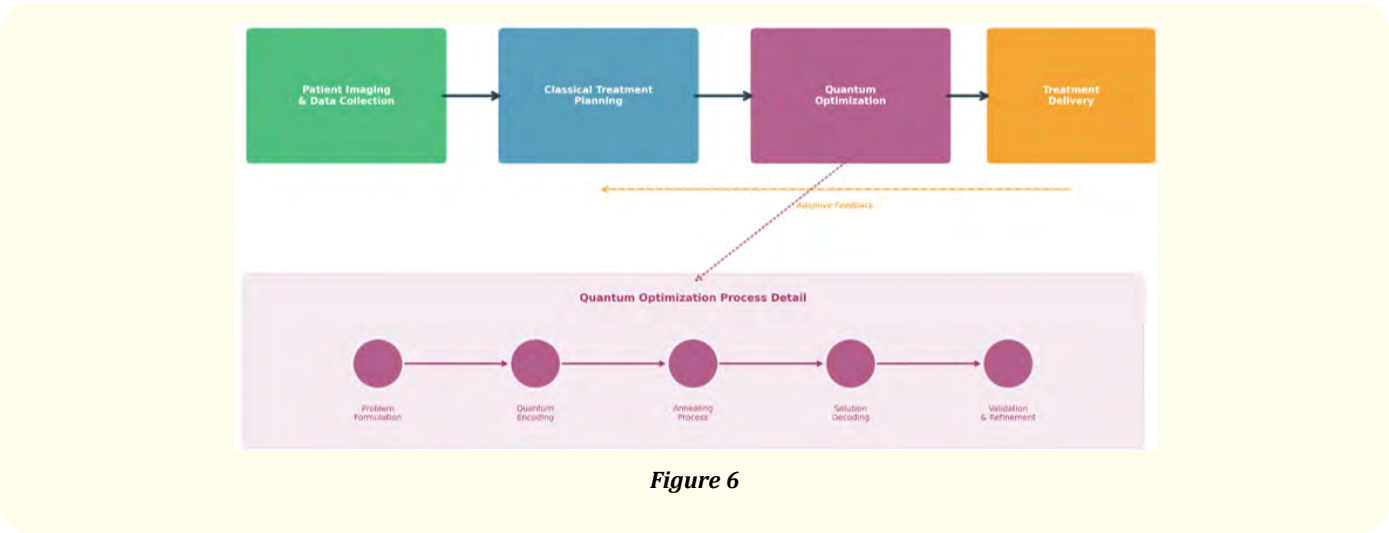 Patient Imaging
& Data Collection
Classical Treatment
Planning
Quantum
Optimization
Treatment
Delivery
Adaptive Feedback
Quantum Optimization Process Detail
Problem
Formulation
Quantum
Encoding
Annealing
Process
Solution
Decoding
Validation
& Refinement
Figure 6